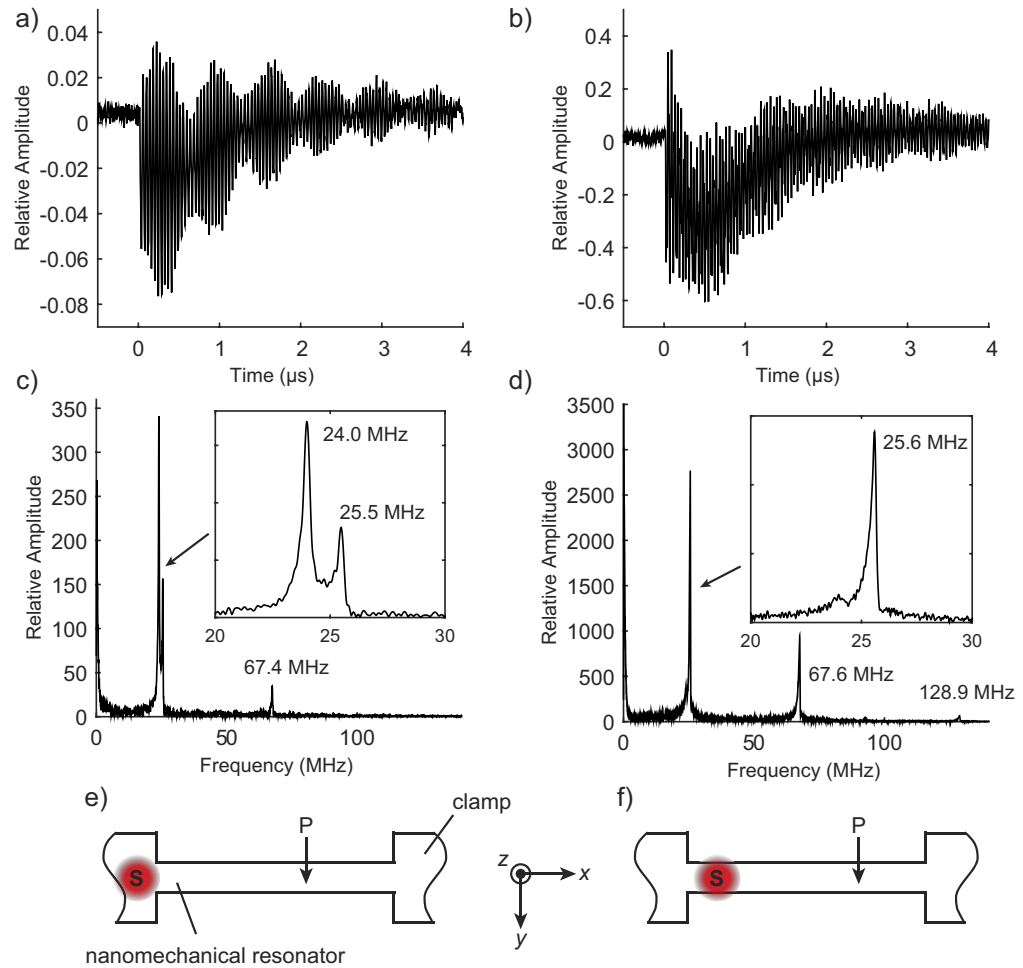 a)
0.04
0.02
0
-0.02
-0.04
-0.06
-0.08
Relative Amplitude
0 1 2 3 4
Time (μs)
b)
0.4
0.2
0
-0.2
-0.4
-0.6
Relative Amplitude
0 1 2 3 4
Time (μs)
c)
350
300
250
200
150
100
50
0
Relative Amplitude
24.0 MHz
25.5 MHz
20 25 30
67.4 MHz
0 50 100
Frequency (MHz)
d)
3500
3000
2500
2000
1500
1000
500
0
Relative Amplitude
25.6 MHz
20 25 30
67.6 MHz
128.9 MHz
0 50 100
Frequency (MHz)
e)
clamp
P
S
nanomechanical resonator
z
x
y
f)
P
S